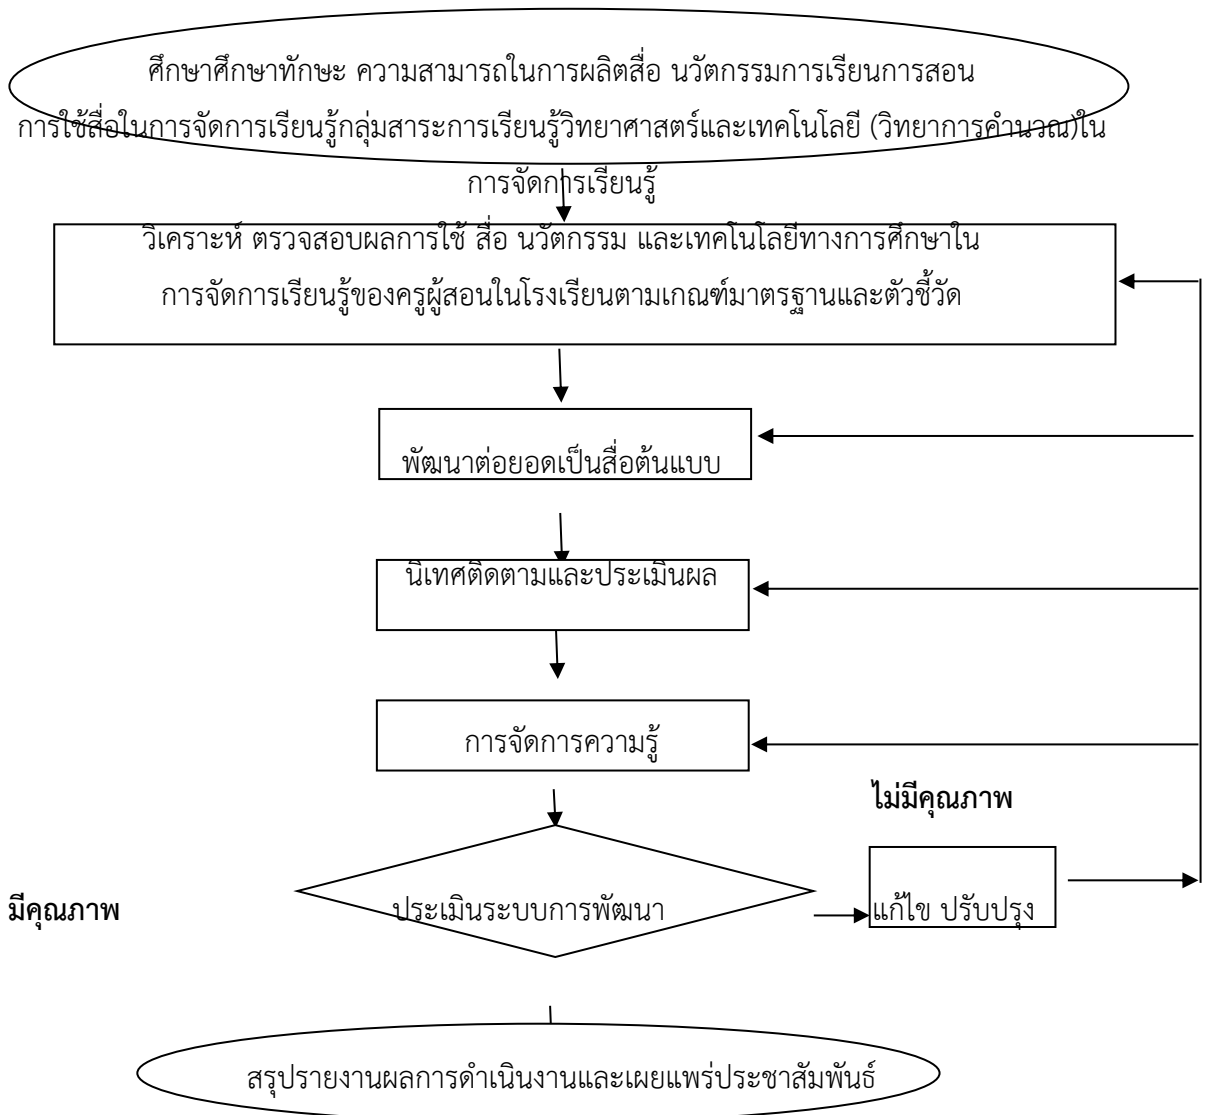 ศึกษาศึกษาทักษะ ความสามารถในการผลิตสื่อ นวัตกรรมการเรียนการสอน
การใช้สื่อในการจัดการเรียนรู้กลุ่มสาระการเรียนรู้วิทยาศาสตร์และเทคโนโลยี (วิทยาการคำนวณ)ใน
การจัดการเรียนรู้
วิเคราะห์ ตรวจสอบผลการใช้ สื่อ นวัตกรรม และเทคโนโลยีทางการศึกษาใน
การจัดการเรียนรู้ของครูผู้สอนในโรงเรียนตามเกณฑ์มาตรฐานและตัวชี้วัด
พัฒนาต่อยอดเป็นสื่อต้นแบบ
นิเทศติดตามและประเมินผล
การจัดการความรู้
ไม่มีคุณภาพ
มีคุณภาพ
ประเมินระบบการพัฒนา
แก้ไข ปรับปรุง
สรุปรายงานผลการดำเนินงานและเผยแพร่ประชาสัมพันธ์